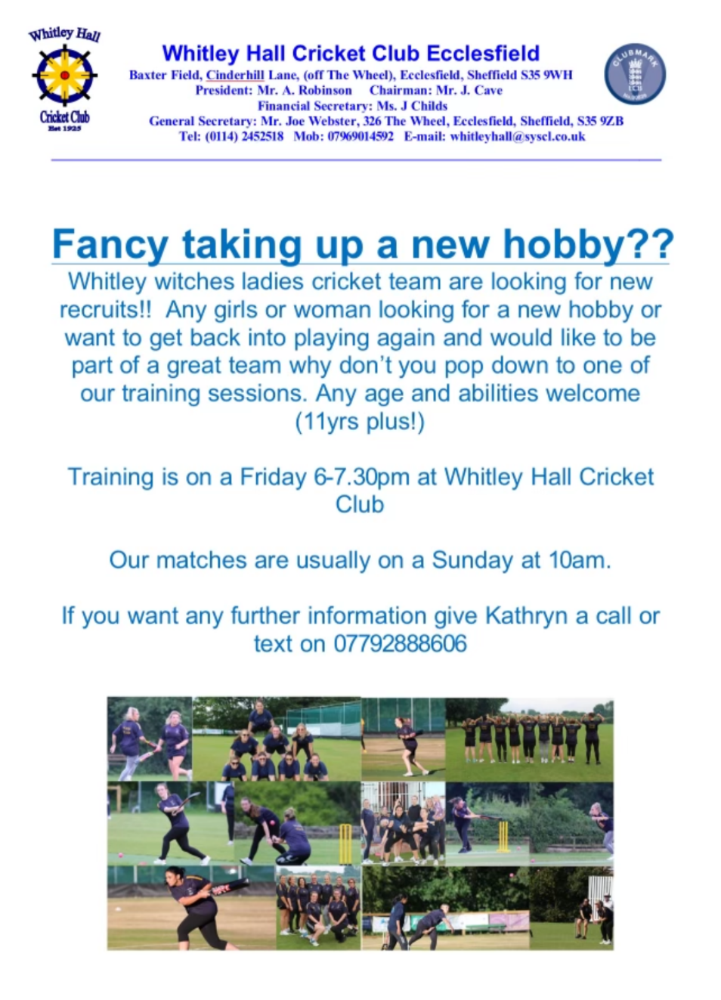 Whitley Hall
Cricket Club
Est 1925
Whitley Hall Cricket Club Ecclesfield
Baxter Field, Cinderhill Lane, (off The Wheel), Ecclesfield, Sheffield S35 9WH
President: Mr. A. Robinson Chairman: Mr. J. Cave
Financial Secretary: Ms. J Childs
General Secretary: Mr. Joe Webster, 326 The Wheel, Ecclesfield, Sheffield, S35 9ZB
Tel: (0114) 2452518 Mob: 07969014592 E-mail: whitleyhall@syscl.co.uk
CLUBMARK
ECB
Fancy taking up a new hobby??
Whitley witches ladies cricket team are looking for new
recruits!! Any girls or woman looking for a new hobby or
want to get back into playing again and would like to be
part of a great team why don't you pop down to one of
our training sessions. Any age and abilities welcome
(11yrs plus!)
Training is on a Friday 6-7.30pm at Whitley Hall Cricket
Club
Our matches are usually on a Sunday at 10am.
If you want any further information give Kathryn a call or
text on 07792888606